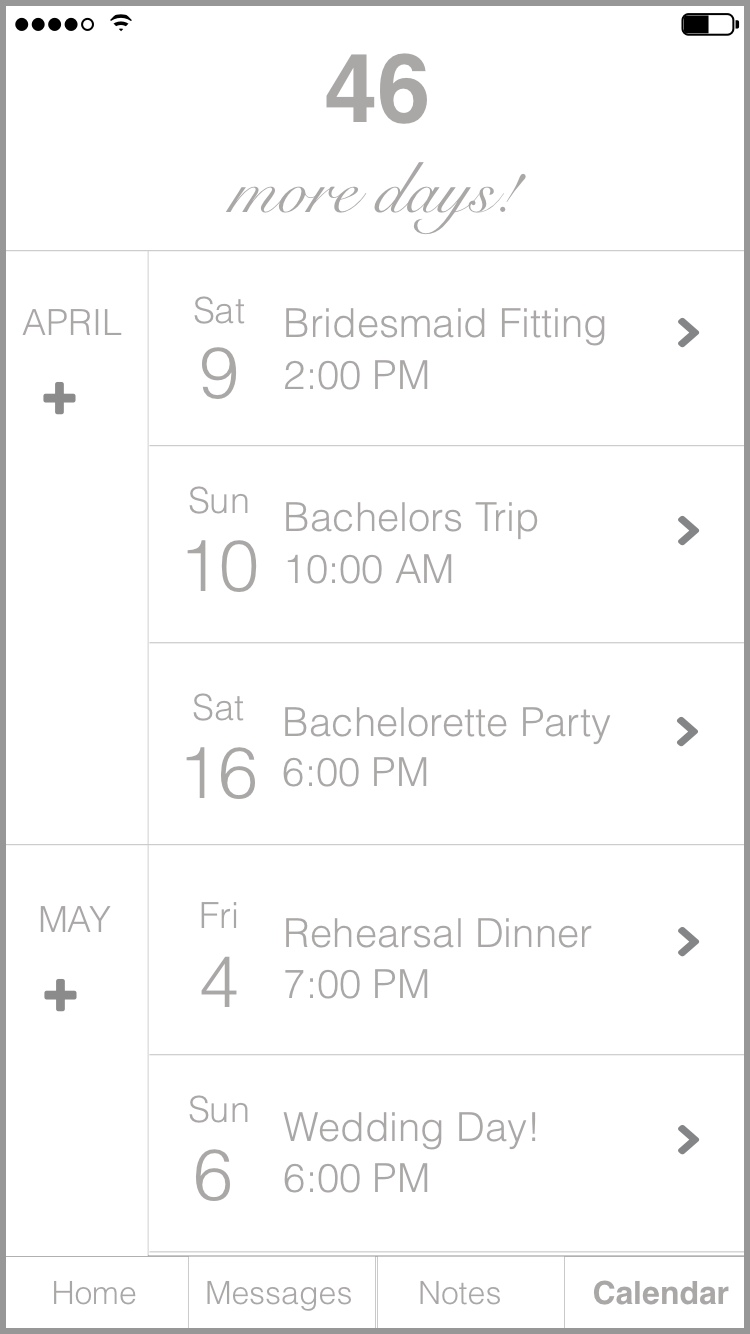 46
more days!
APRIL
Sat
9
Bridesmaid Fitting
2:00 PM
Sun
10
Bachelors Trip
10:00 AM
Sat
16
Bachelorette Party
6:00 PM
MAY
Fri
4
Rehearsal Dinner
7:00 PM
Sun
6
Wedding Day!
6:00 PM
Home Messages Notes Calendar